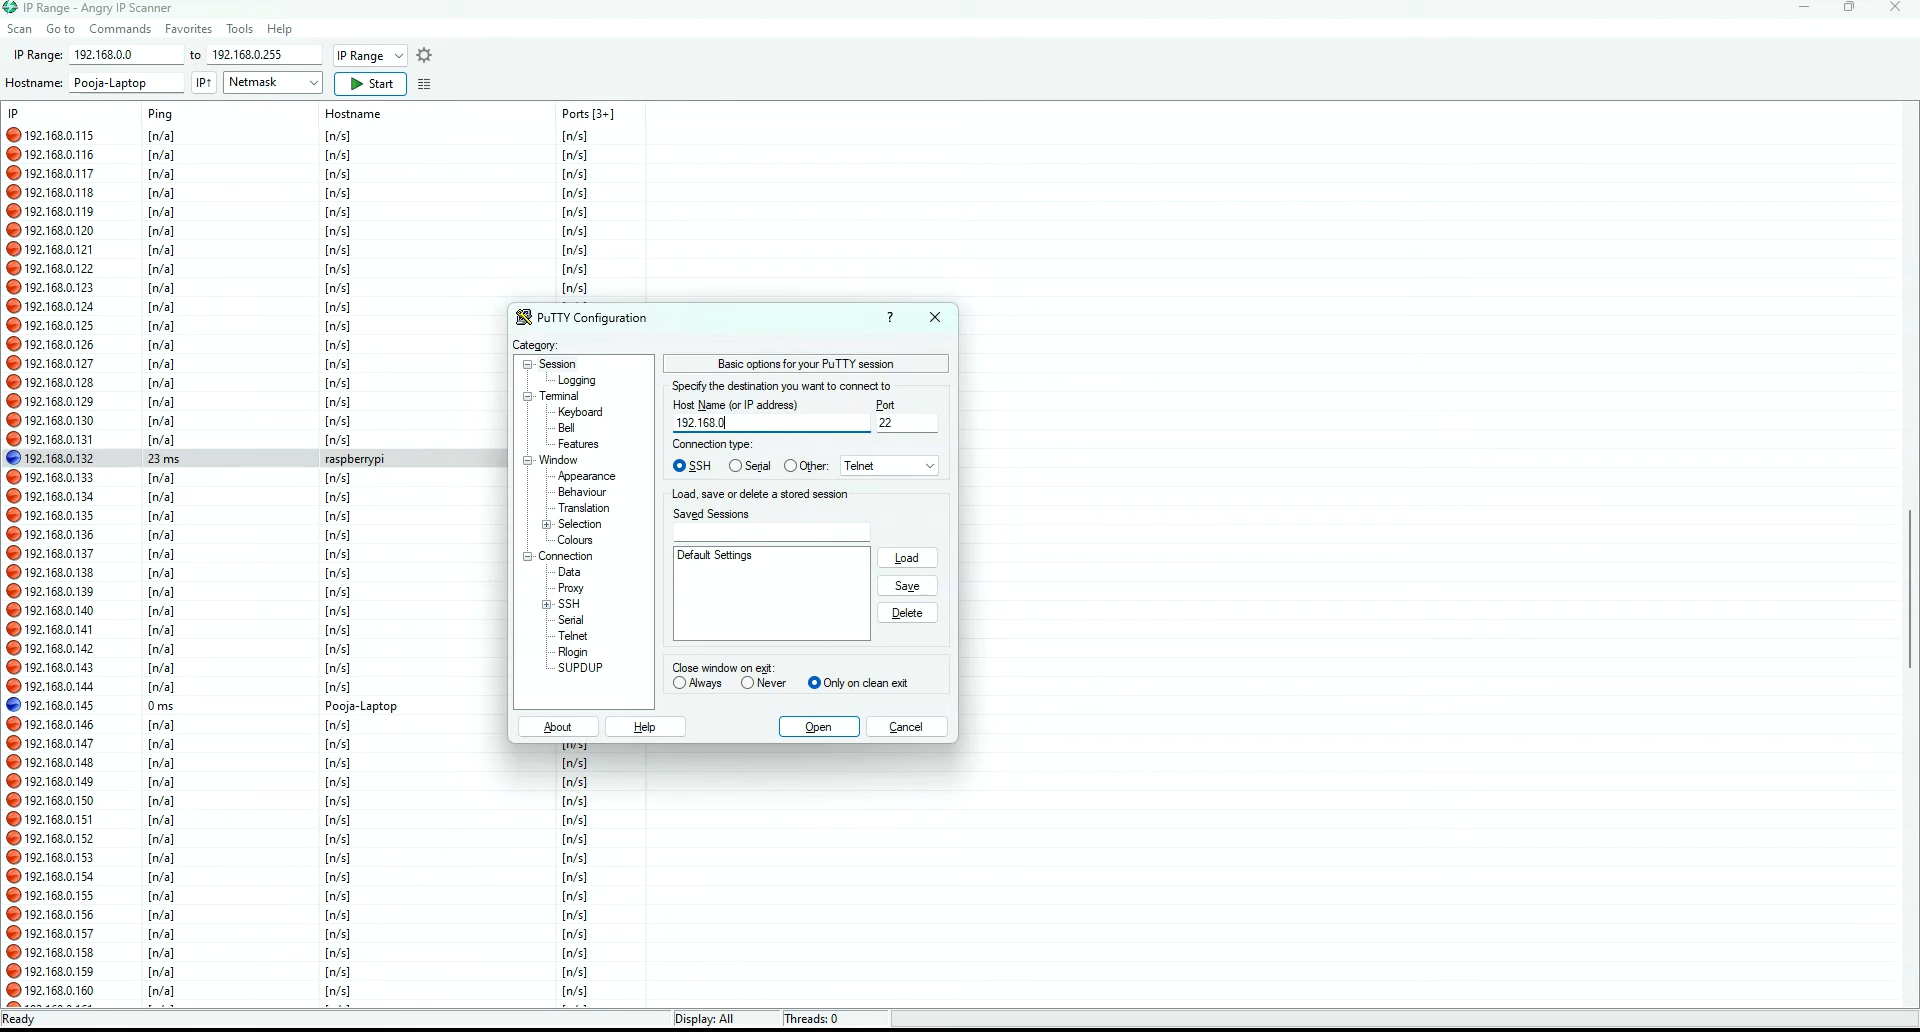 IP Range - Angry IP Scanner
Scan Go to Commands Favorites Tools Help
IP Range: 192.168.0.0 to 192.168.0.255 IP Range
Hostname: Pooja-Laptop IP↑ Netmask Start
IP Ping Hostname Ports [3+]
192.168.0.115 [n/a] [n/s] [n/s]
192.168.0.116 [n/a] [n/s] [n/s]
192.168.0.117 [n/a] [n/s] [n/s]
192.168.0.118 [n/a] [n/s] [n/s]
192.168.0.119 [n/a] [n/s] [n/s]
192.168.0.120 [n/a] [n/s] [n/s]
192.168.0.121 [n/a] [n/s] [n/s]
192.168.0.122 [n/a] [n/s] [n/s]
192.168.0.123 [n/a] [n/s] [n/s]
192.168.0.124 [n/a] [n/s]
192.168.0.125 [n/a] [n/s]
192.168.0.126 [n/a] [n/s]
192.168.0.127 [n/a] [n/s]
192.168.0.128 [n/a] [n/s]
192.168.0.129 [n/a] [n/s]
192.168.0.130 [n/a] [n/s]
192.168.0.131 [n/a] [n/s]
192.168.0.132 23 ms raspberrypi
192.168.0.133 [n/a] [n/s]
192.168.0.134 [n/a] [n/s]
192.168.0.135 [n/a] [n/s]
192.168.0.136 [n/a] [n/s]
192.168.0.137 [n/a] [n/s]
192.168.0.138 [n/a] [n/s]
192.168.0.139 [n/a] [n/s]
192.168.0.140 [n/a] [n/s]
192.168.0.141 [n/a] [n/s]
192.168.0.142 [n/a] [n/s]
192.168.0.143 [n/a] [n/s]
192.168.0.144 [n/a] [n/s]
192.168.0.145 0 ms Pooja-Laptop
192.168.0.146 [n/a] [n/s]
192.168.0.147 [n/a] [n/s] [n/s]
192.168.0.148 [n/a] [n/s] [n/s]
192.168.0.149 [n/a] [n/s] [n/s]
192.168.0.150 [n/a] [n/s] [n/s]
192.168.0.151 [n/a] [n/s] [n/s]
192.168.0.152 [n/a] [n/s] [n/s]
192.168.0.153 [n/a] [n/s] [n/s]
192.168.0.154 [n/a] [n/s] [n/s]
192.168.0.155 [n/a] [n/s] [n/s]
192.168.0.156 [n/a] [n/s] [n/s]
192.168.0.157 [n/a] [n/s] [n/s]
192.168.0.158 [n/a] [n/s] [n/s]
192.168.0.159 [n/a] [n/s] [n/s]
192.168.0.160 [n/a] [n/s] [n/s]
PuTTY Configuration ?
Category:
Session
Logging
Terminal
Keyboard
Bell
Features
Window
Appearance
Behaviour
Translation
Selection
Colours
Connection
Data
Proxy
SSH
Serial
Telnet
Rlogin
SUPDUP
Basic options for your PuTTY session
Specify the destination you want to connect to
Host Name (or IP address) Port
192.168.0 22
Connection type:
SSH Serial Other: Telnet
Load, save or delete a stored session
Saved Sessions
Default Settings
Load
Save
Delete
Close window on exit:
Always Never Only on clean exit
About Help Open Cancel
Ready Display: All Threads: 0